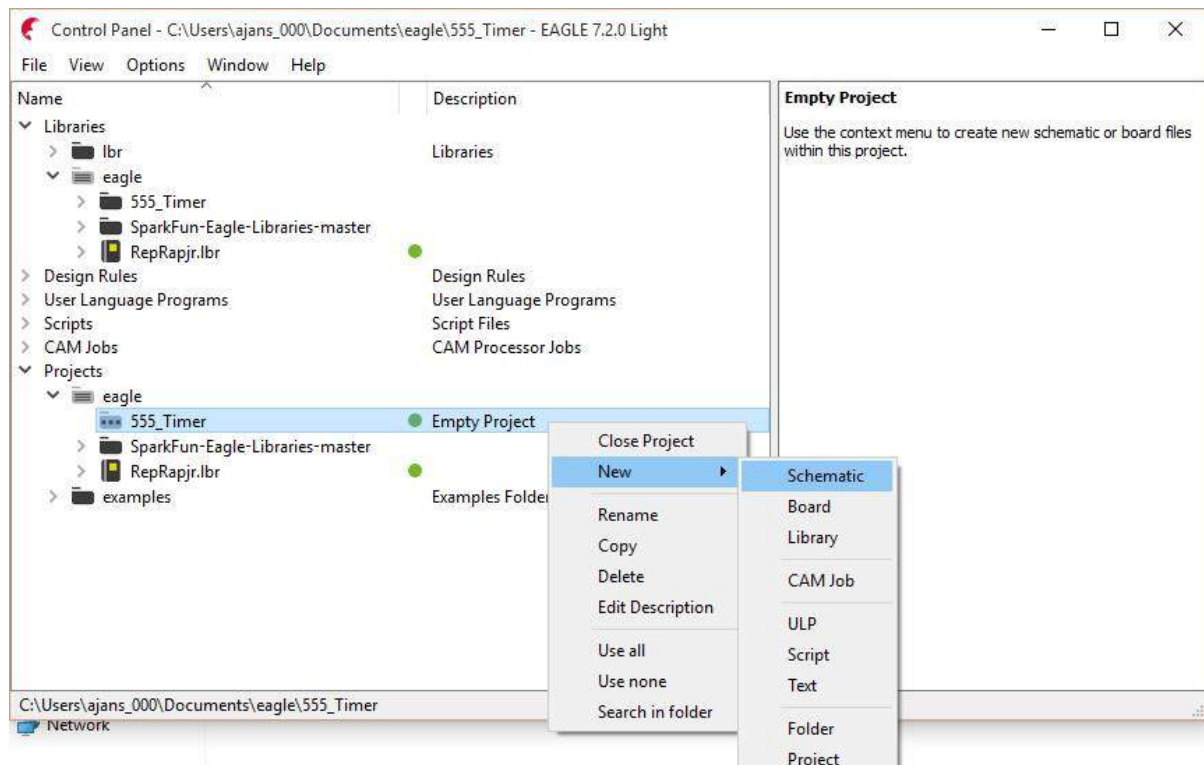 Control Panel - C:\Users\ajans_000\Documents\eagle\555_Timer - EAGLE 7.2.0 Light
File View Options Window Help
Name Description
Libraries
lbr Libraries
eagle
555_Timer
SparkFun-Eagle-Libraries-master
RepRapjr.lbr
Design Rules Design Rules
User Language Programs User Language Programs
Scripts Script Files
CAM Jobs CAM Processor Jobs
Projects
eagle
555_Timer Empty Project
SparkFun-Eagle-Libraries-master
RepRapjr.lbr
examples Examples Folder
Empty Project
Use the context menu to create new schematic or board files
within this project.
Close Project
New
Rename
Copy
Delete
Edit Description
Use all
Use none
Search in folder
Schematic
Board
Library
CAM Job
ULP
Script
Text
Folder
Project
C:\Users\ajans_000\Documents\eagle\555_Timer
Network